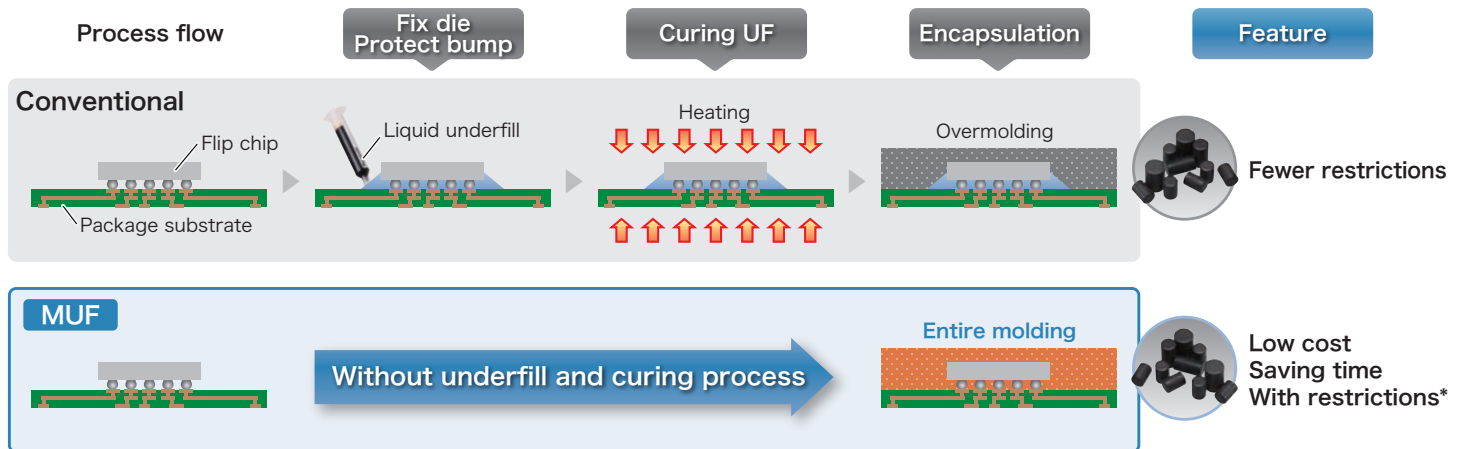 Process flow
Fix die
Protect bump
Curing UF
Encapsulation
Feature
Conventional
Flip chip
Package substrate
Liquid underfill
Heating
Overmolding
Fewer restrictions
MUF
Without underfill and curing process
Entire molding
Low cost
Saving time
With restrictions*